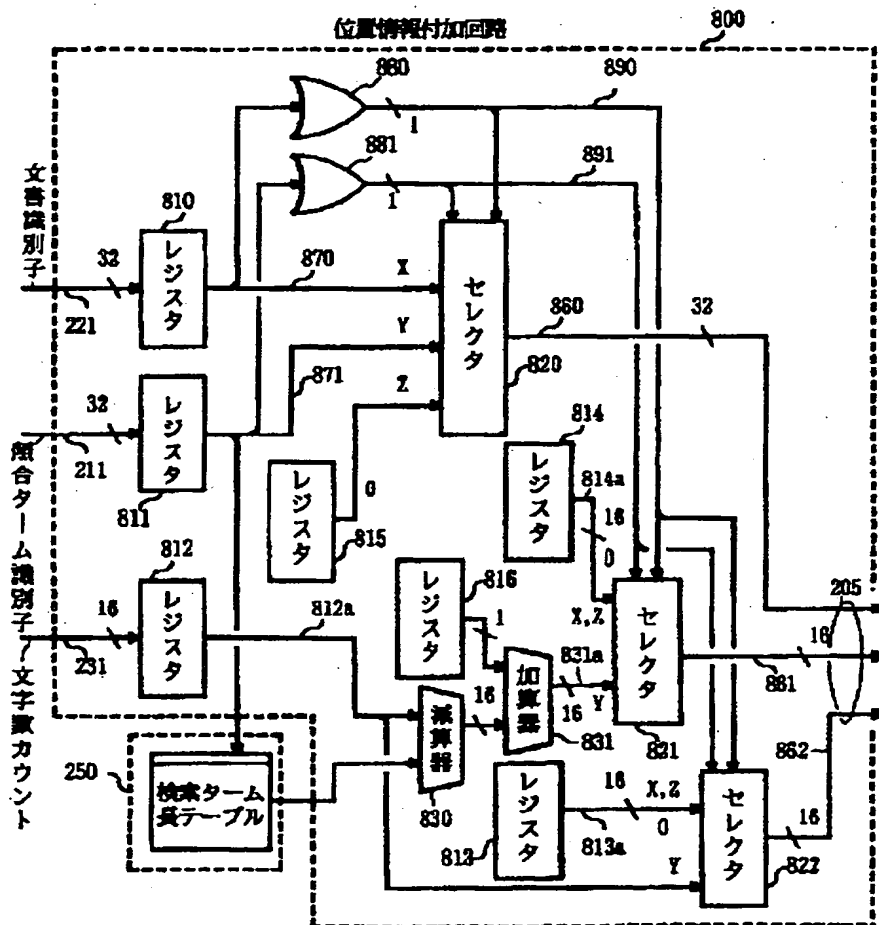 位置情報付加回路
800
880
890
1
881
891
1
文書識別子
810
レジスタ
32
221
870
X
Y
Z
セレクタ
820
860
32
871
32
211
レジスタ
811
照合ターム識別子
レジスタ
815
0
814
レジスタ
814a
16
0
812
レジスタ
16
231
812a
文字数カウント
816
レジスタ
1
X,Z
831a
16
Y
セレクタ
821
16
861
205
加算器
831
16
減算器
830
862
250
検索ターム
長テーブル
レジスタ
813
16
813a
X,Z
0
Y
セレクタ
822
16